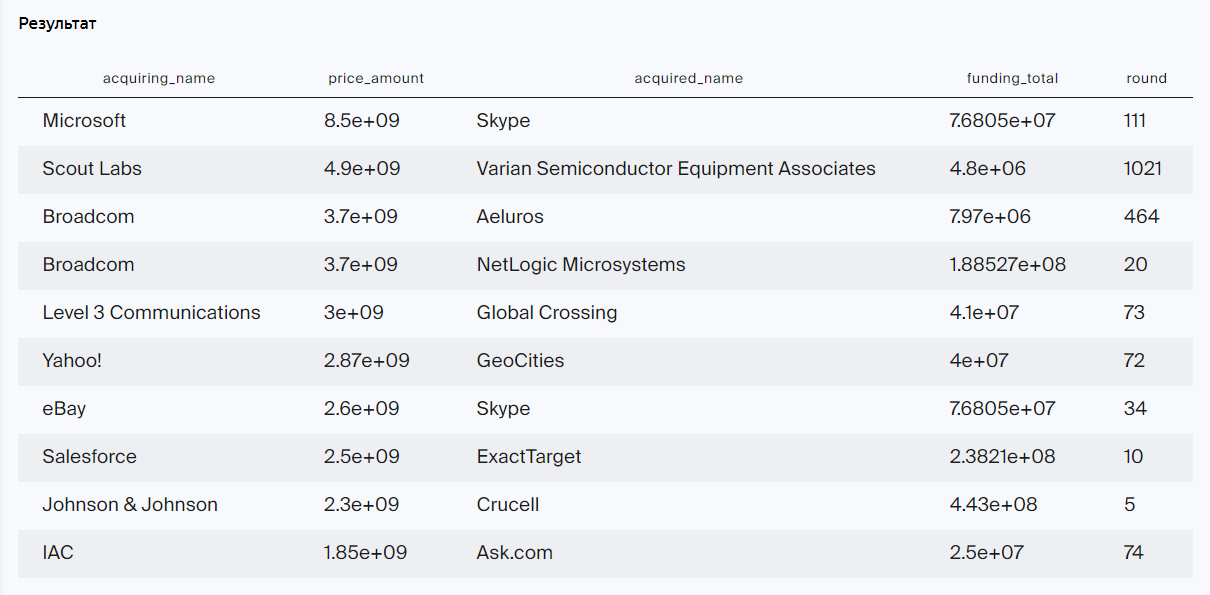 Результат
acquiring_name price_amount acquired_name funding_total round
Microsoft 8.5e+09 Skype 7.6805e+07 111
Scout Labs 4.9e+09 Varian Semiconductor Equipment Associates 4.8e+06 1021
Broadcom 3.7e+09 Aeluros 7.97e+06 464
Broadcom 3.7e+09 NetLogic Microsystems 1.88527e+08 20
Level 3 Communications 3e+09 Global Crossing 4.1e+07 73
Yahoo! 2.87e+09 GeoCities 4e+07 72
eBay 2.6e+09 Skype 7.6805e+07 34
Salesforce 2.5e+09 ExactTarget 2.3821e+08 10
Johnson & Johnson 2.3e+09 Crucell 4.43e+08 5
IAC 1.85e+09 Ask.com 2.5e+07 74